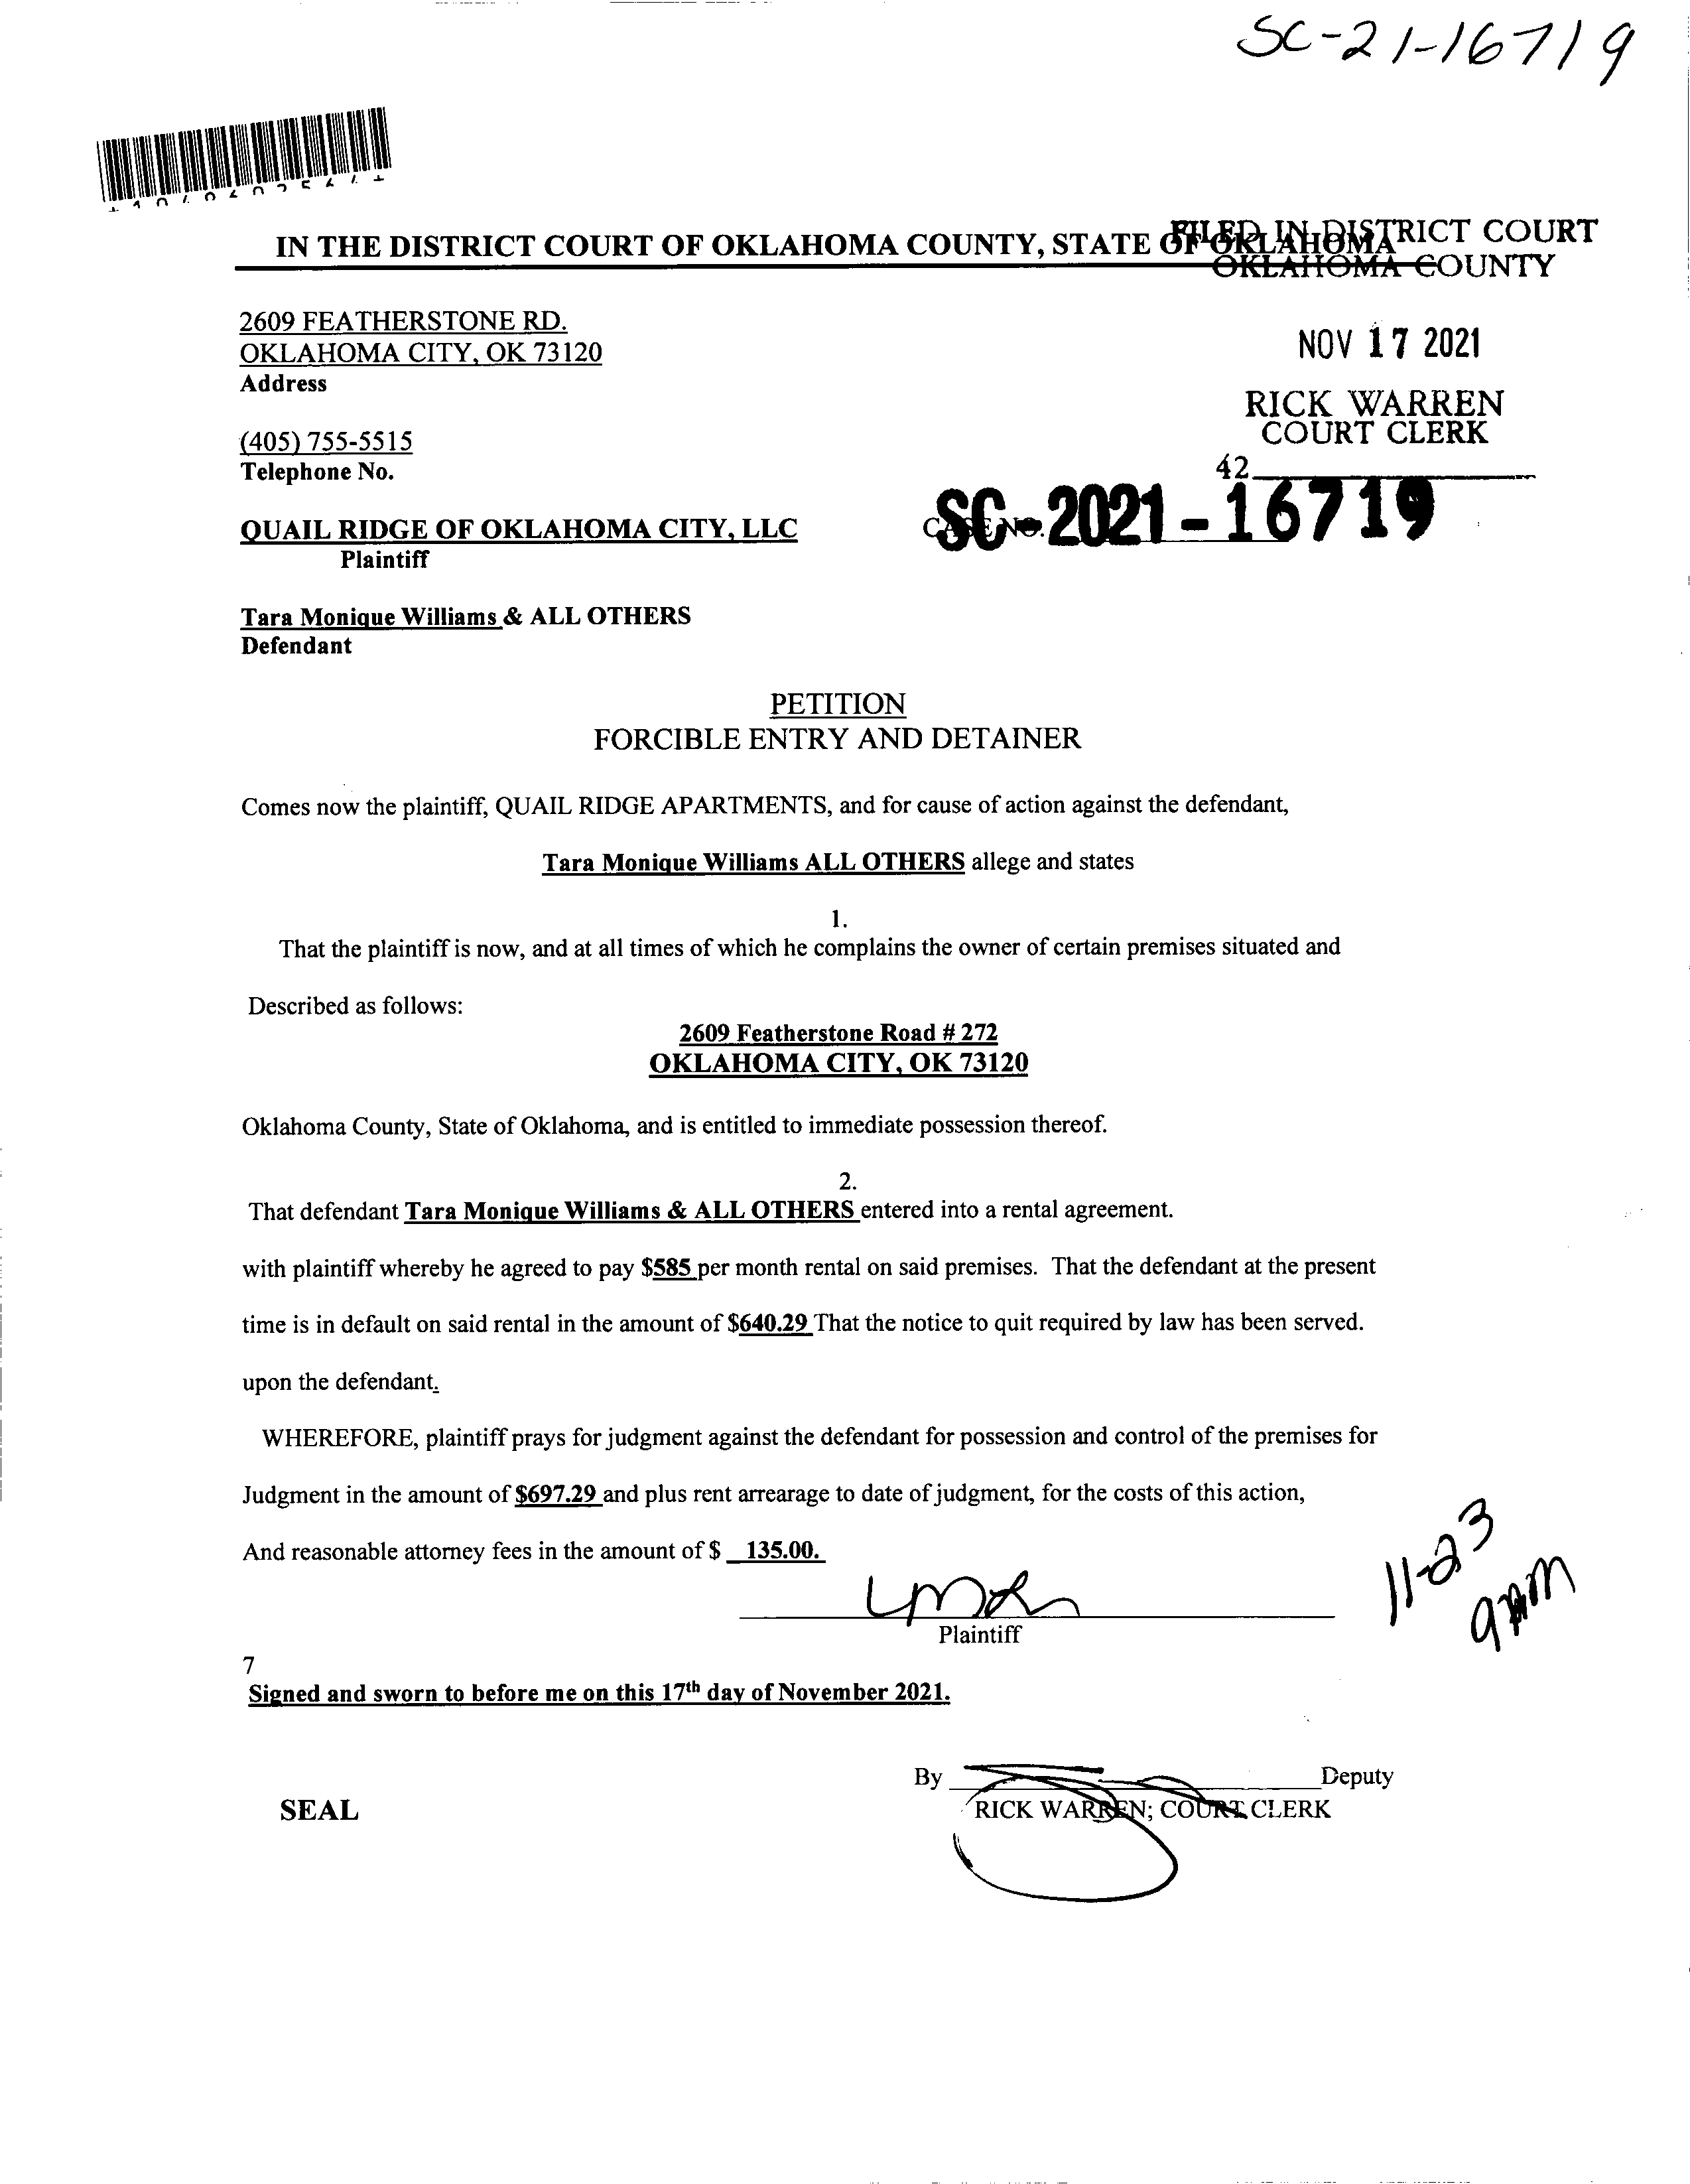 SC-21-16719
IN THE DISTRICT COURT OF OKLAHOMA COUNTY, STATE OF OKLAHOMA
FILED IN DISTRICT COURT
OKLAHOMA COUNTY
2609 FEATHERSTONE RD.
OKLAHOMA CITY, OK 73120
Address
NOV 17 2021
RICK WARREN
COURT CLERK
(405) 755-5515
Telephone No.
42
QUAIL RIDGE OF OKLAHOMA CITY, LLC
CASE NO. SC-2021-16719
Plaintiff
Tara Monique Williams & ALL OTHERS
Defendant
PETITION
FORCIBLE ENTRY AND DETAINER
Comes now the plaintiff, QUAIL RIDGE APARTMENTS, and for cause of action against the defendant,
Tara Monique Williams ALL OTHERS allege and states
1.
That the plaintiff is now, and at all times of which he complains the owner of certain premises situated and
Described as follows:
2609 Featherstone Road # 272
OKLAHOMA CITY, OK 73120
Oklahoma County, State of Oklahoma, and is entitled to immediate possession thereof.
2.
That defendant Tara Monique Williams & ALL OTHERS entered into a rental agreement.
with plaintiff whereby he agreed to pay $585 per month rental on said premises. That the defendant at the present
time is in default on said rental in the amount of $640.29 That the notice to quit required by law has been served.
upon the defendant.
WHEREFORE, plaintiff prays for judgment against the defendant for possession and control of the premises for
Judgment in the amount of $697.29 and plus rent arrearage to date of judgment, for the costs of this action,
And reasonable attorney fees in the amount of $ 135.00.
11-23
Plaintiff
7
Signed and sworn to before me on this 17th day of November 2021.
By Deputy
SEAL
RICK WARREN; COURT CLERK